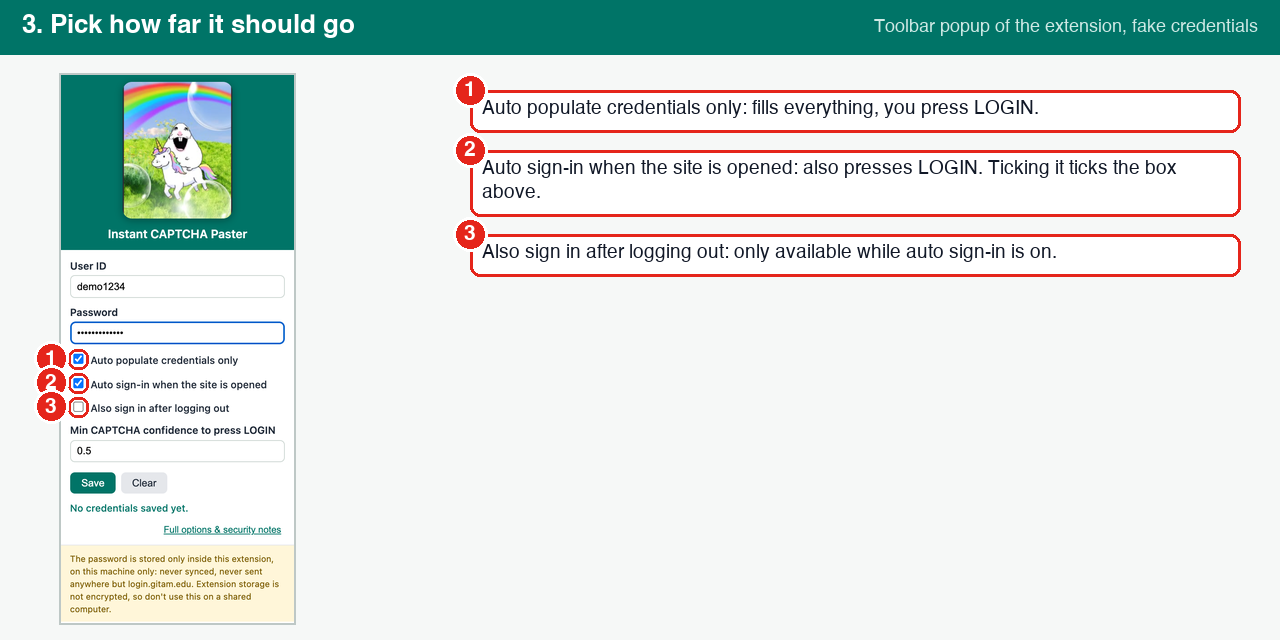 3. Pick how far it should go
Toolbar popup of the extension, fake credentials
Instant CAPTCHA Paster
User ID
demo1234
Password
•••••••••••••
1 Auto populate credentials only
2 Auto sign-in when the site is opened
3 Also sign in after logging out
Min CAPTCHA confidence to press LOGIN
0.5
Save Clear
No credentials saved yet.
Full options & security notes
The password is stored only inside this extension,
on this machine only: never synced, never sent
anywhere but login.gitam.edu. Extension storage is
not encrypted, so don't use this on a shared
computer.
1
Auto populate credentials only: fills everything, you press LOGIN.
2
Auto sign-in when the site is opened: also presses LOGIN. Ticking it ticks the box
above.
3
Also sign in after logging out: only available while auto sign-in is on.